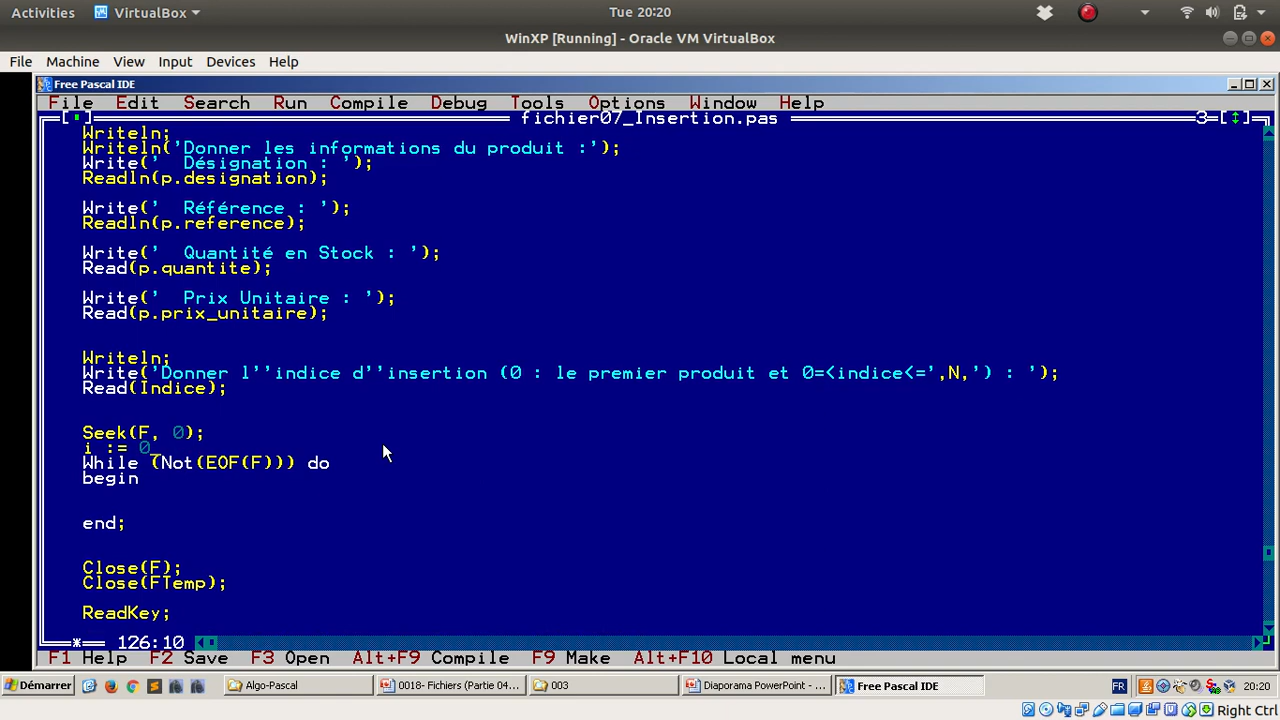 Activities VirtualBox Tue 20:20
WinXP [Running] - Oracle VM VirtualBox
File Machine View Input Devices Help
Free Pascal IDE
File Edit Search Run Compile Debug Tools Options Window Help
fichier07_Insertion.pas 3
Writeln;
Writeln('Donner les informations du produit :');
Write('  Désignation : ');
Readln(p.designation);
Write('  Référence : ');
Readln(p.reference);
Write('  Quantité en Stock : ');
Read(p.quantite);
Write('  Prix Unitaire : ');
Read(p.prix_unitaire);
Writeln;
Write('Donner l''indice d''insertion (0 : le premier produit et 0=<indice<=',N,') : ');
Read(Indice);
Seek(F, 0);
i := 0
While (Not(EOF(F))) do
begin
end;
Close(F);
Close(FTemp);
ReadKey;
126:10
F1 Help F2 Save F3 Open Alt+F9 Compile F9 Make Alt+F10 Local menu
Démarrer Algo-Pascal 0018- Fichiers (Partie 04... 003 Diaporama PowerPoint - ... Free Pascal IDE FR 20:20
Right Ctrl